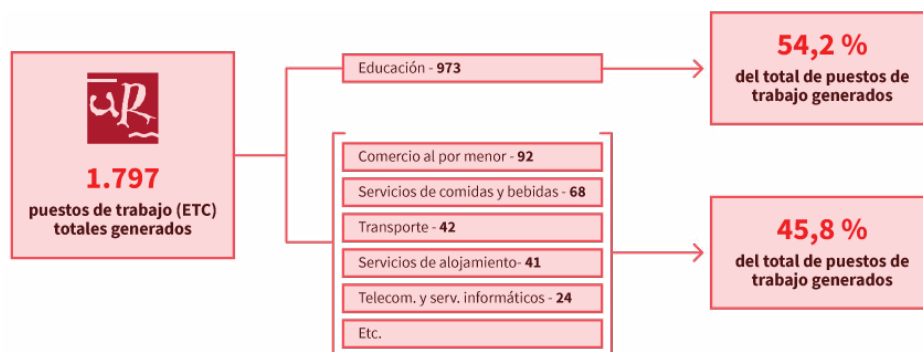 uR
1.797
puestos de trabajo (ETC)
totales generados
Educación - 973
Comercio al por menor - 92
Servicios de comidas y bebidas - 68
Transporte - 42
Servicios de alojamiento- 41
Telecom. y serv. informáticos - 24
Etc.
54,2 %
del total de puestos de
trabajo generados
45,8 %
del total de puestos de
trabajo generados